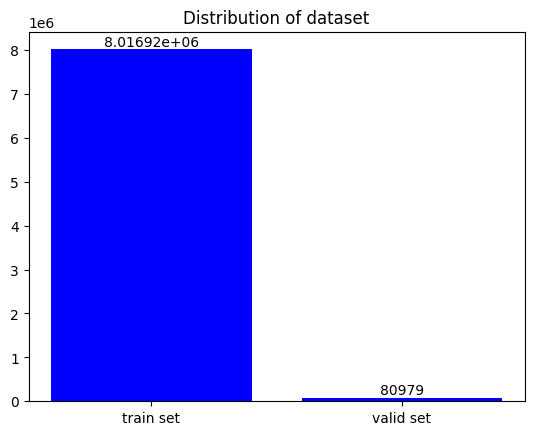 Distribution of dataset
1e6
8.01692e+06
8
7
6
5
4
3
2
1
0
80979
train set
valid set